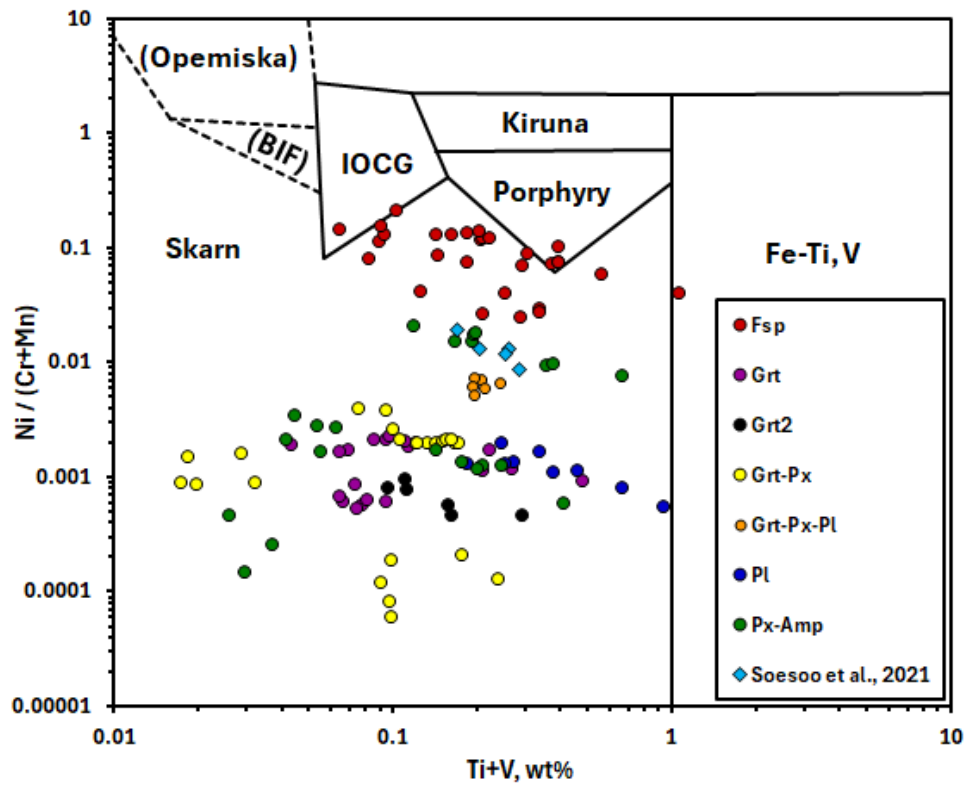 10
1
0.1
0.01
0.001
0.0001
0.00001
Ni / (Cr+Mn)
(Opemiska)
(BIF)
IOCG
Kiruna
Porphyry
Skarn
Fe-Ti, V
Fsp
Grt
Grt2
Grt-Px
Grt-Px-Pl
Pl
Px-Amp
Soesoo et al., 2021
0.01 0.1 1 10
Ti+V, wt%